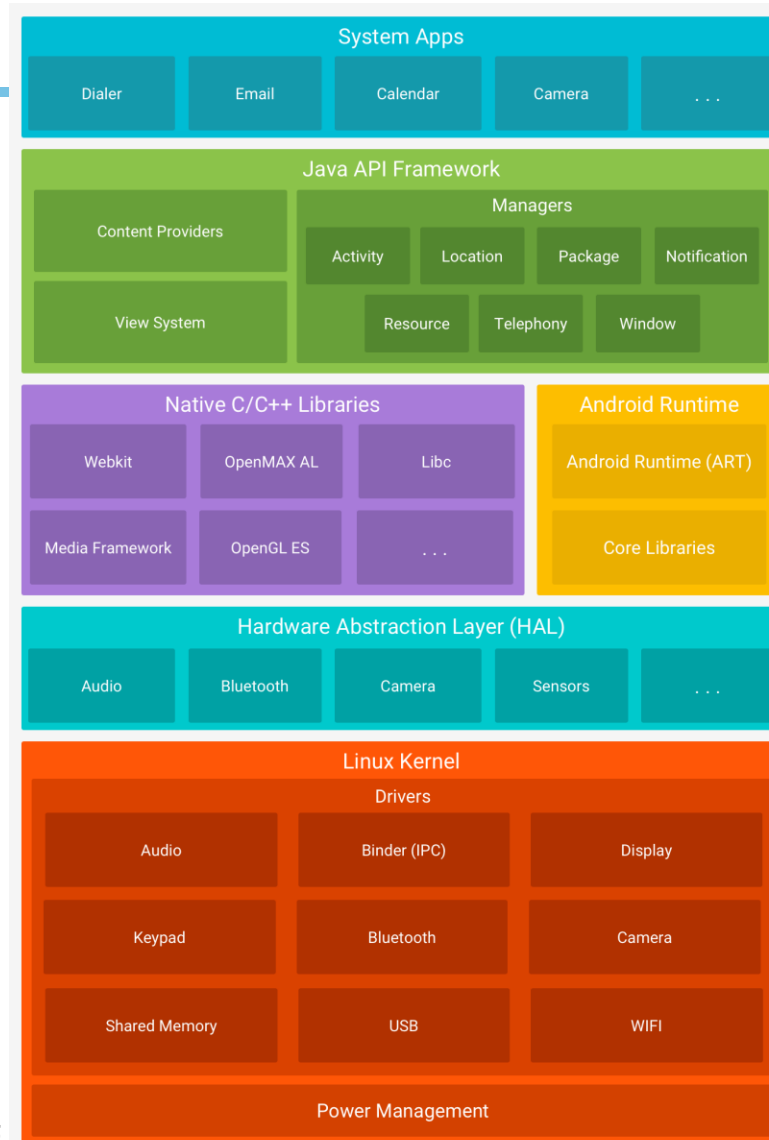 System Apps
Dialer
Email
Calendar
Camera
. . .
Java API Framework
Content Providers
View System
Managers
Activity
Location
Package
Notification
Resource
Telephony
Window
Native C/C++ Libraries
Webkit
OpenMAX AL
Libc
Media Framework
OpenGL ES
. . .
Android Runtime
Android Runtime (ART)
Core Libraries
Hardware Abstraction Layer (HAL)
Audio
Bluetooth
Camera
Sensors
. . .
Linux Kernel
Drivers
Audio
Binder (IPC)
Display
Keypad
Bluetooth
Camera
Shared Memory
USB
WIFI
Power Management